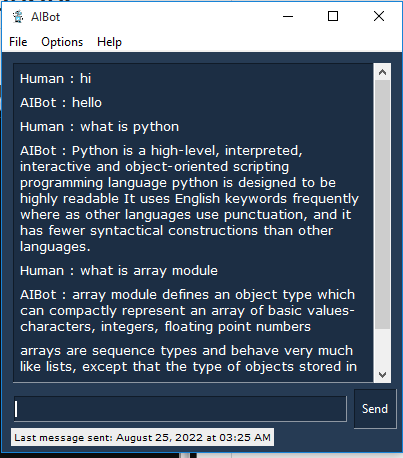 AIBot
File Options Help
Human : hi
AIBot : hello
Human : what is python
AIBot : Python is a high-level, interpreted,
interactive and object-oriented scripting
programming language python is designed to be
highly readable It uses English keywords frequently
where as other languages use punctuation, and it
has fewer syntactical constructions than other
languages.
Human : what is array module
AIBot : array module defines an object type which
can compactly represent an array of basic values-
characters, integers, floating point numbers
arrays are sequence types and behave very much
like lists, except that the type of objects stored in
Send
Last message sent: August 25, 2022 at 03:25 AM